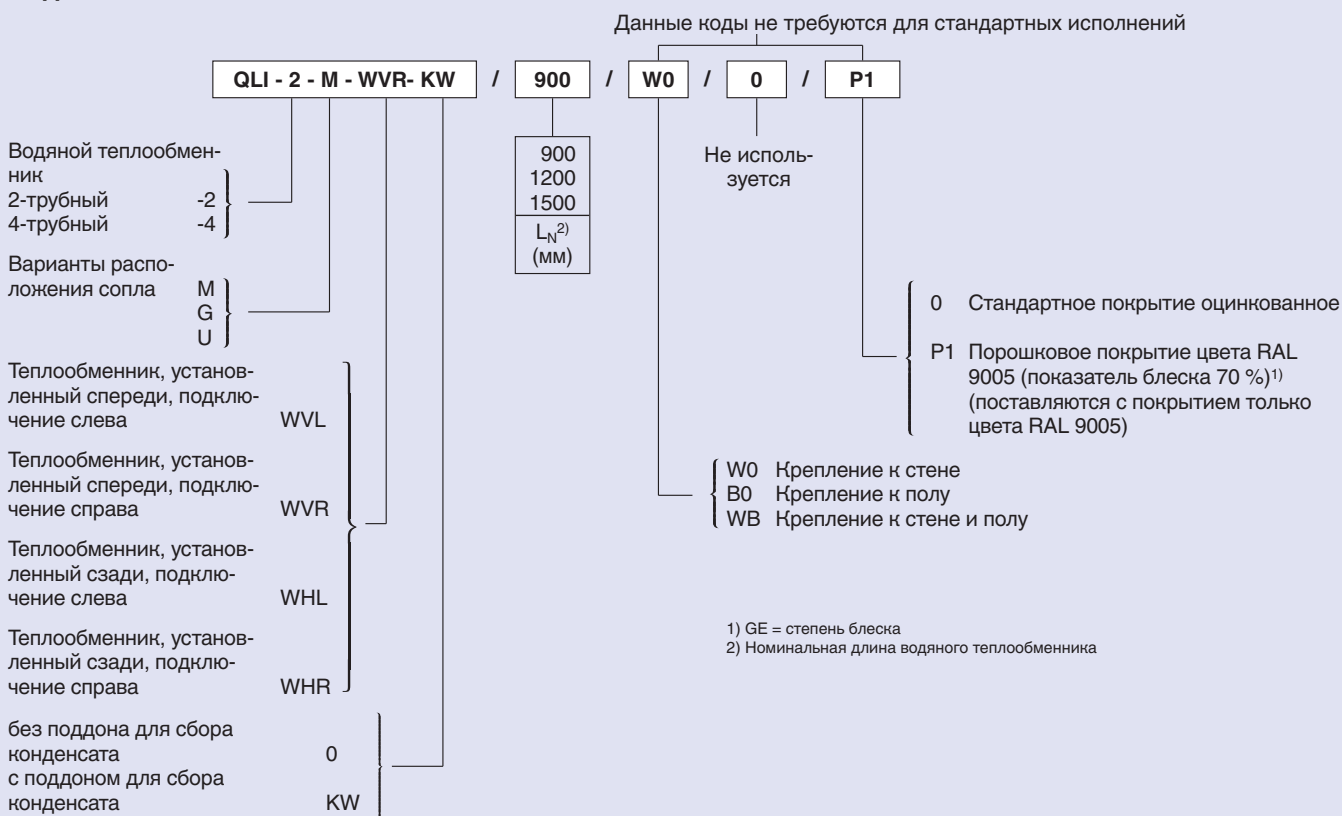 Данные коды не требуются для стандартных исполнений
QLI - 2 - M - WVR- KW / 900 / W0 / 0 / P1
Водяной теплообмен-
ник
2-трубный -2
4-трубный -4
Варианты распо-
ложения сопла M
G
U
Теплообменник, установ-
ленный спереди, подклю-
чение слева WVL
Теплообменник, установ-
ленный спереди, подклю-
чение справа WVR
Теплообменник, установ-
ленный сзади, подклю-
чение слева WHL
Теплообменник, установ-
ленный сзади, подклю-
чение справа WHR
без поддона для сбора
конденсата 0
с поддоном для сбора
конденсата KW
900
1200
1500
L_N 2)
(мм)
Не исполь-
зуется
0 Стандартное покрытие оцинкованное
P1 Порошковое покрытие цвета RAL
9005 (показатель блеска 70 %)1)
(поставляются с покрытием только
цвета RAL 9005)
W0 Крепление к стене
B0 Крепление к полу
WB Крепление к стене и полу
1) GE = степень блеска
2) Номинальная длина водяного теплообменника